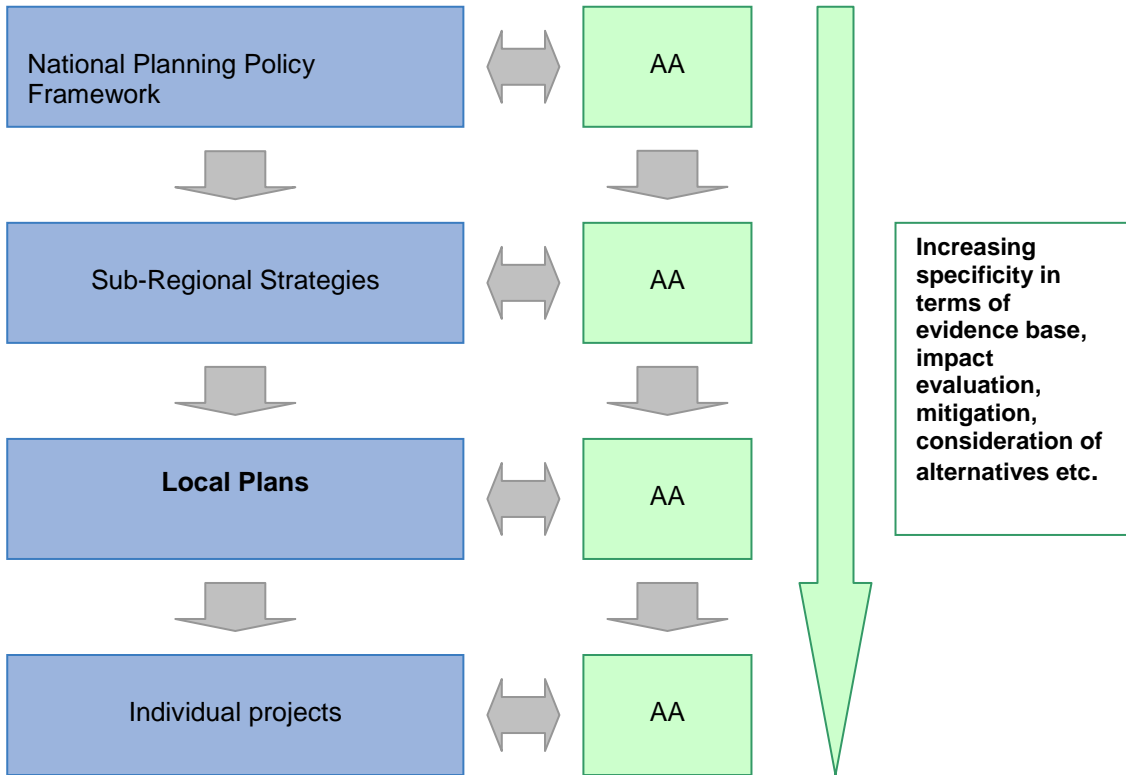 National Planning Policy
Framework
AA
Sub-Regional Strategies
AA
Increasing
specificity in
terms of
evidence base,
impact
evaluation,
mitigation,
consideration of
alternatives etc.
Local Plans
AA
Individual projects
AA